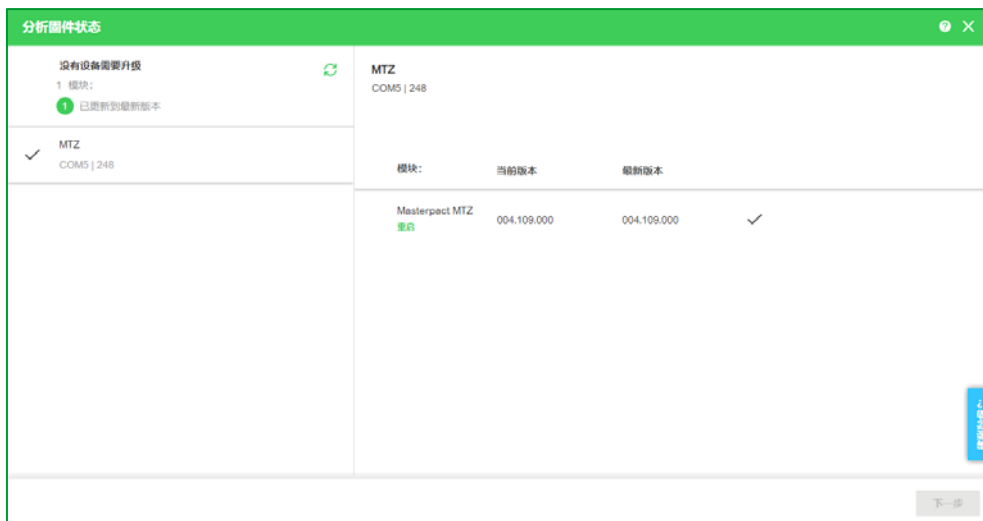 分析固件状态
没有设备需要升级
1 模块：
1 已更新到最新版本
MTZ
COM5 | 248
MTZ
COM5 | 248
模块：
当前版本
最新版本
Masterpact MTZ
重启
004.109.000
004.109.000
下一步